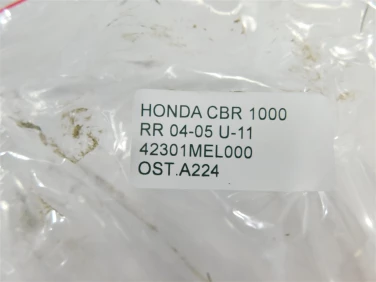 HONDA CBR 1000
RR 04-05 U-11
42301MEL000
OST.A224